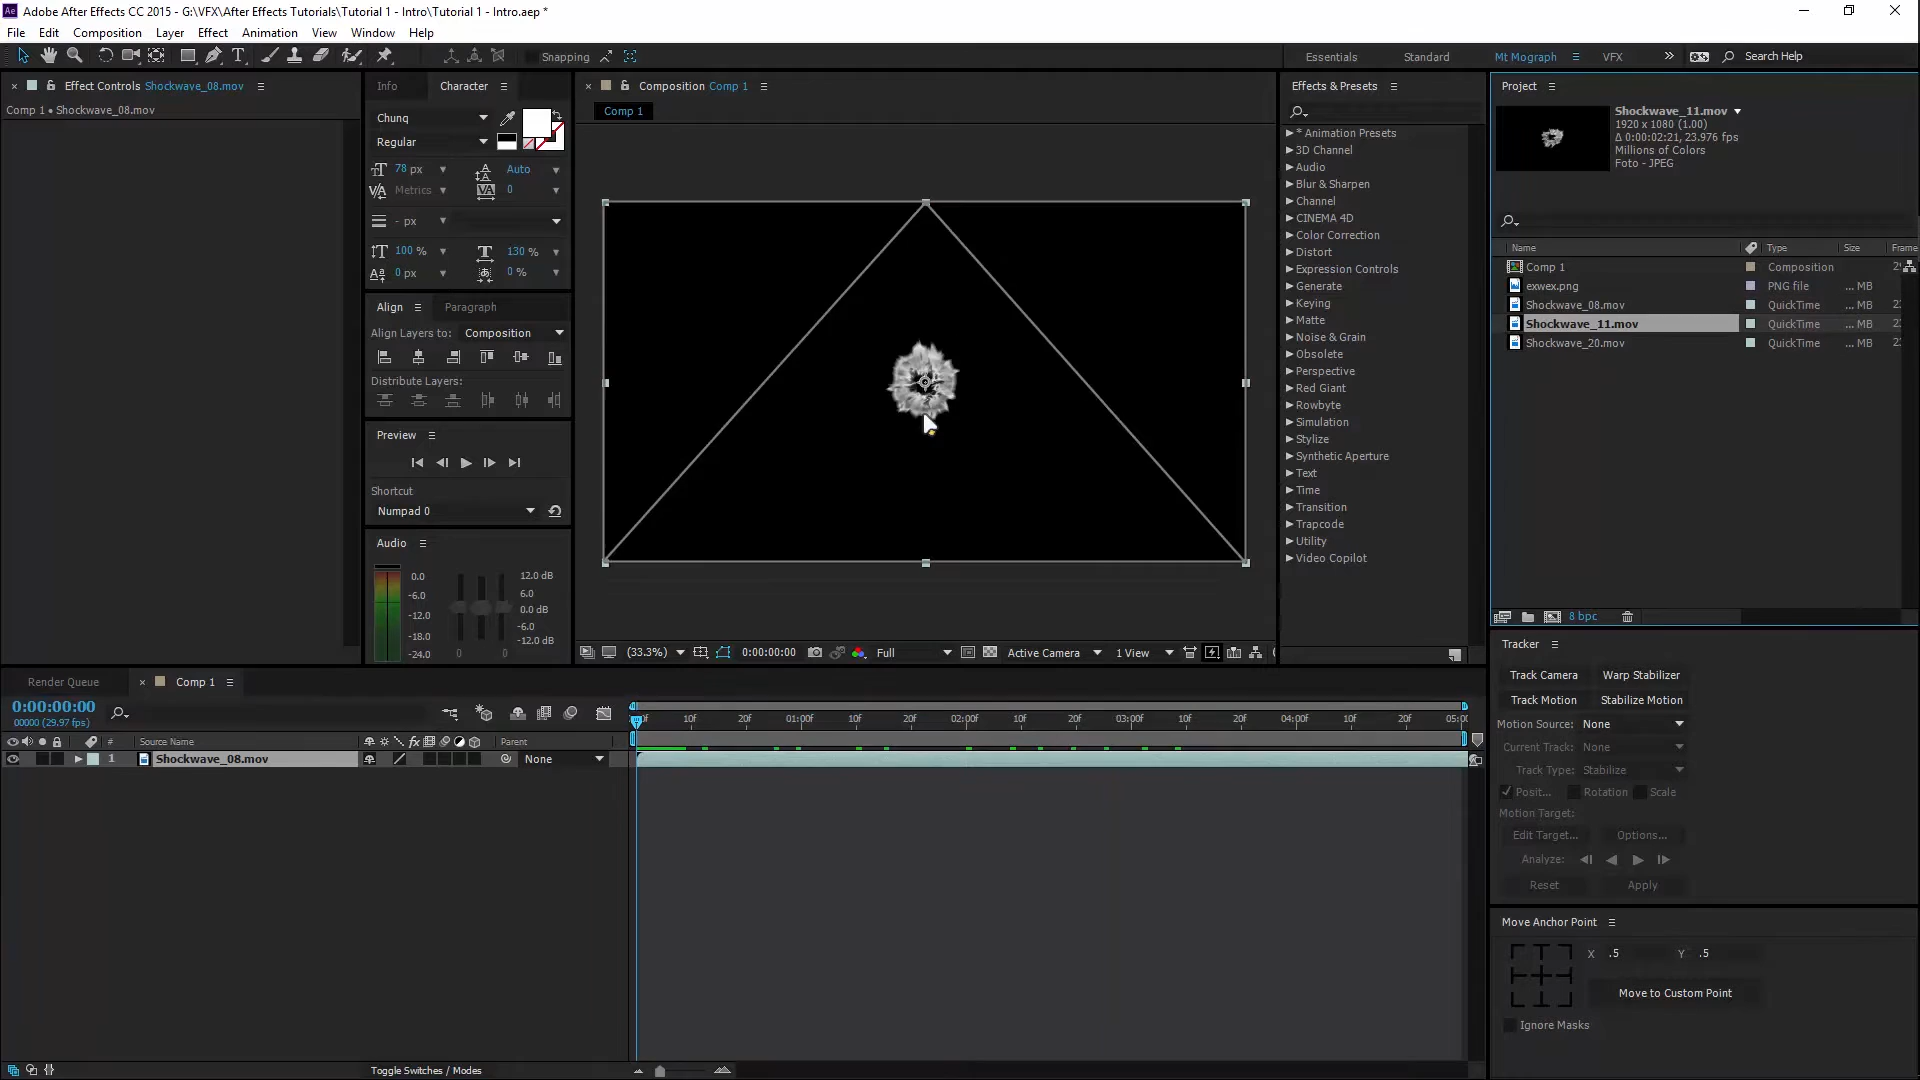 Adobe After Effects CC 2015 - G:\VFX\After Effects Tutorials\Tutorial 1 - Intro\Tutorial 1 - Intro.aep *
File Edit Composition Layer Effect Animation View Window Help
Snapping
Essentials Standard Mt Mograph VFX Search Help
Effect Controls Shockwave_08.mov
Comp 1 • Shockwave_08.mov
Info Character
Chunq
Regular
78 px Auto
Metrics 0
- px
100 % 130 %
0 px 0 %
Align Paragraph
Align Layers to: Composition
Distribute Layers:
Preview
Shortcut
Numpad 0
Audio
0.0 12.0 dB
-6.0 6.0
-12.0 0.0 dB
-18.0 -6.0
-24.0 -12.0 dB
0 0
Composition Comp 1
Comp 1
(33.3%) 0:00:00:00 Full Active Camera 1 View
Effects & Presets
* Animation Presets
3D Channel
Audio
Blur & Sharpen
Channel
CINEMA 4D
Color Correction
Distort
Expression Controls
Generate
Keying
Matte
Noise & Grain
Obsolete
Perspective
Red Giant
Rowbyte
Simulation
Stylize
Synthetic Aperture
Text
Time
Transition
Trapcode
Utility
Video Copilot
Project
Shockwave_11.mov
1920 x 1080 (1.00)
Δ 0:00:02:21, 23.976 fps
Millions of Colors
Foto - JPEG
Name Type Size Frame
Comp 1 Composition
exwex.png PNG file ... MB
Shockwave_08.mov QuickTime ... MB
Shockwave_11.mov QuickTime ... MB
Shockwave_20.mov QuickTime ... MB
8 bpc
Tracker
Track Camera Warp Stabilizer
Track Motion Stabilize Motion
Motion Source: None
Current Track: None
Track Type: Stabilize
Posit... Rotation Scale
Motion Target:
Edit Target... Options...
Analyze:
Reset Apply
Move Anchor Point
X .5 Y .5
Move to Custom Point
Ignore Masks
Render Queue Comp 1
0:00:00:00
00000 (29.97 fps)
# Source Name fx Parent
1 Shockwave_08.mov None
10f 20f 01:00f 10f 20f 02:00f 10f 20f 03:00f 10f 20f 04:00f 10f 20f
Toggle Switches / Modes